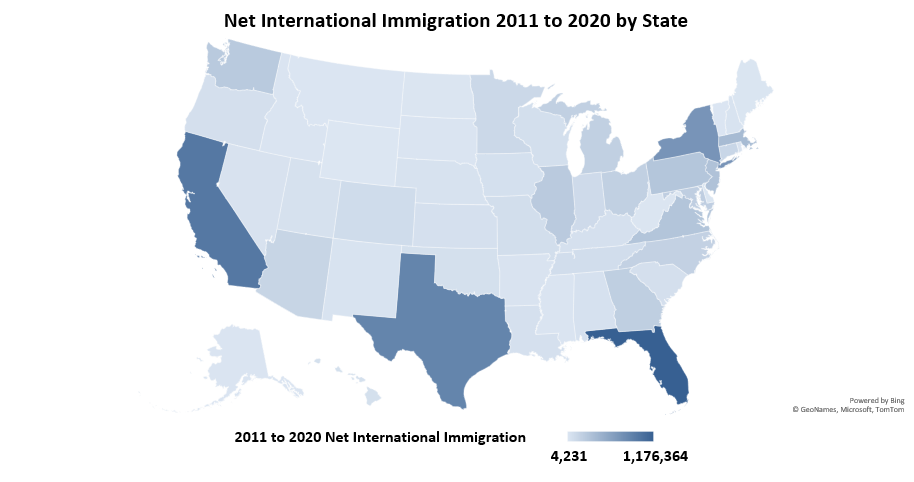 Net International Immigration 2011 to 2020 by State
Powered by Bing
© GeoNames, Microsoft, TomTom
2011 to 2020 Net International Immigration
4,231 1,176,364